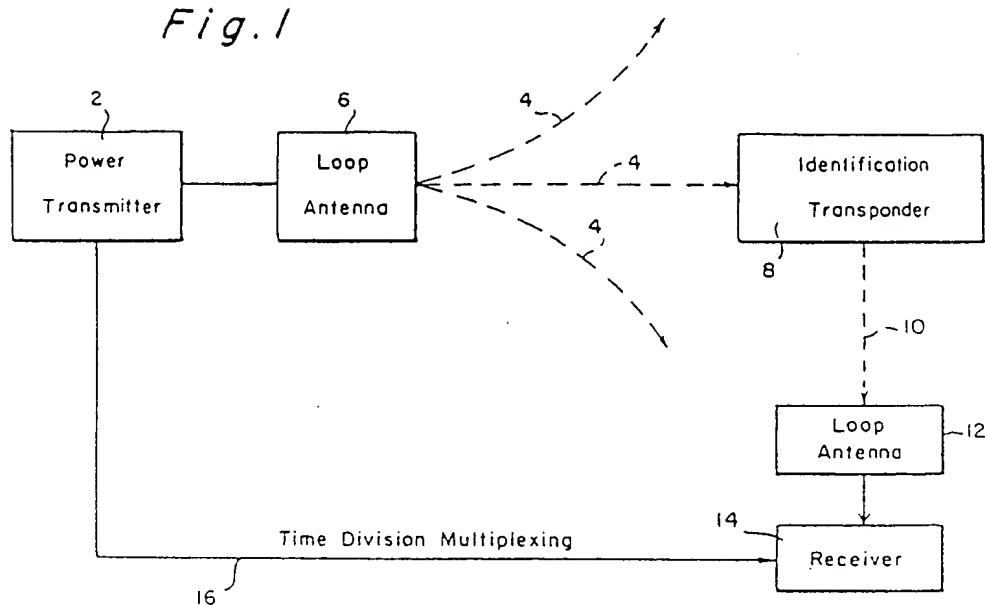 Fig. 1
2
Power
Transmitter
6
Loop
Antenna
4
4
4
Identification
Transponder
8
10
Loop
Antenna
12
14
Receiver
Time Division Multiplexing
16